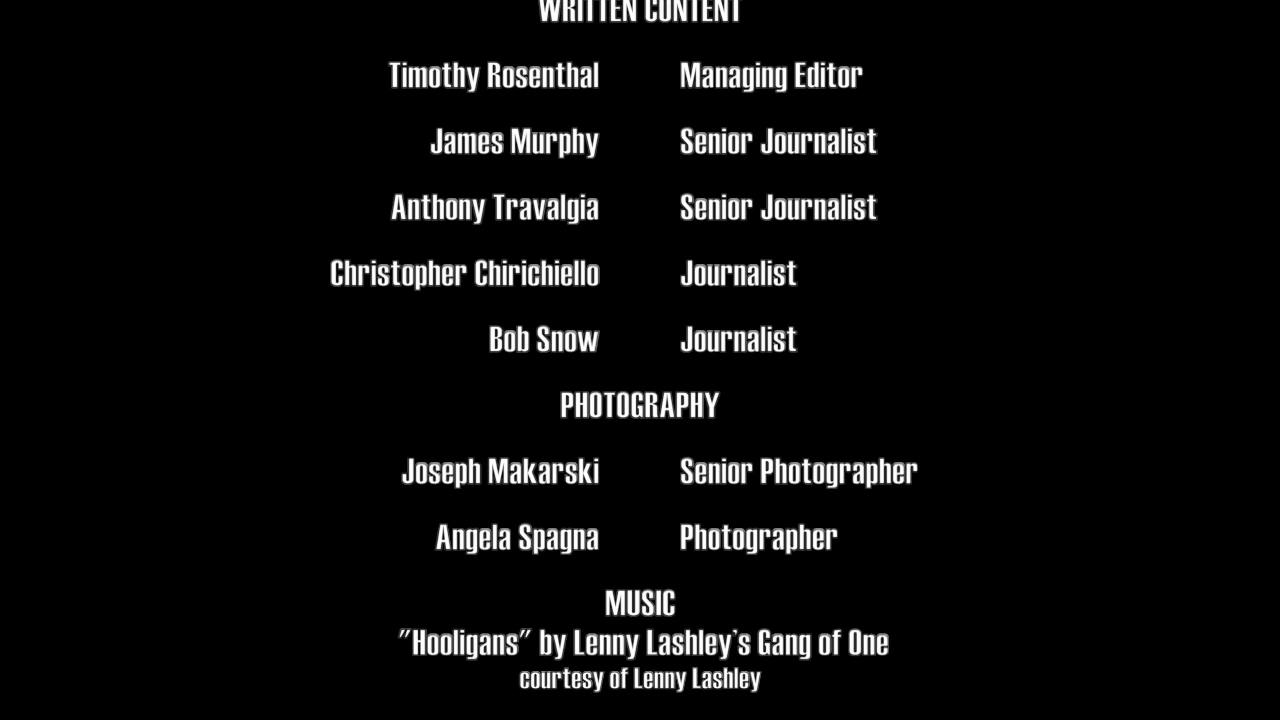 WRITTEN CONTENT
Timothy Rosenthal Managing Editor
James Murphy Senior Journalist
Anthony Travalgia Senior Journalist
Christopher Chirichiello Journalist
Bob Snow Journalist
PHOTOGRAPHY
Joseph Makarski Senior Photographer
Angela Spagna Photographer
MUSIC
"Hooligans" by Lenny Lashley's Gang of One
courtesy of Lenny Lashley